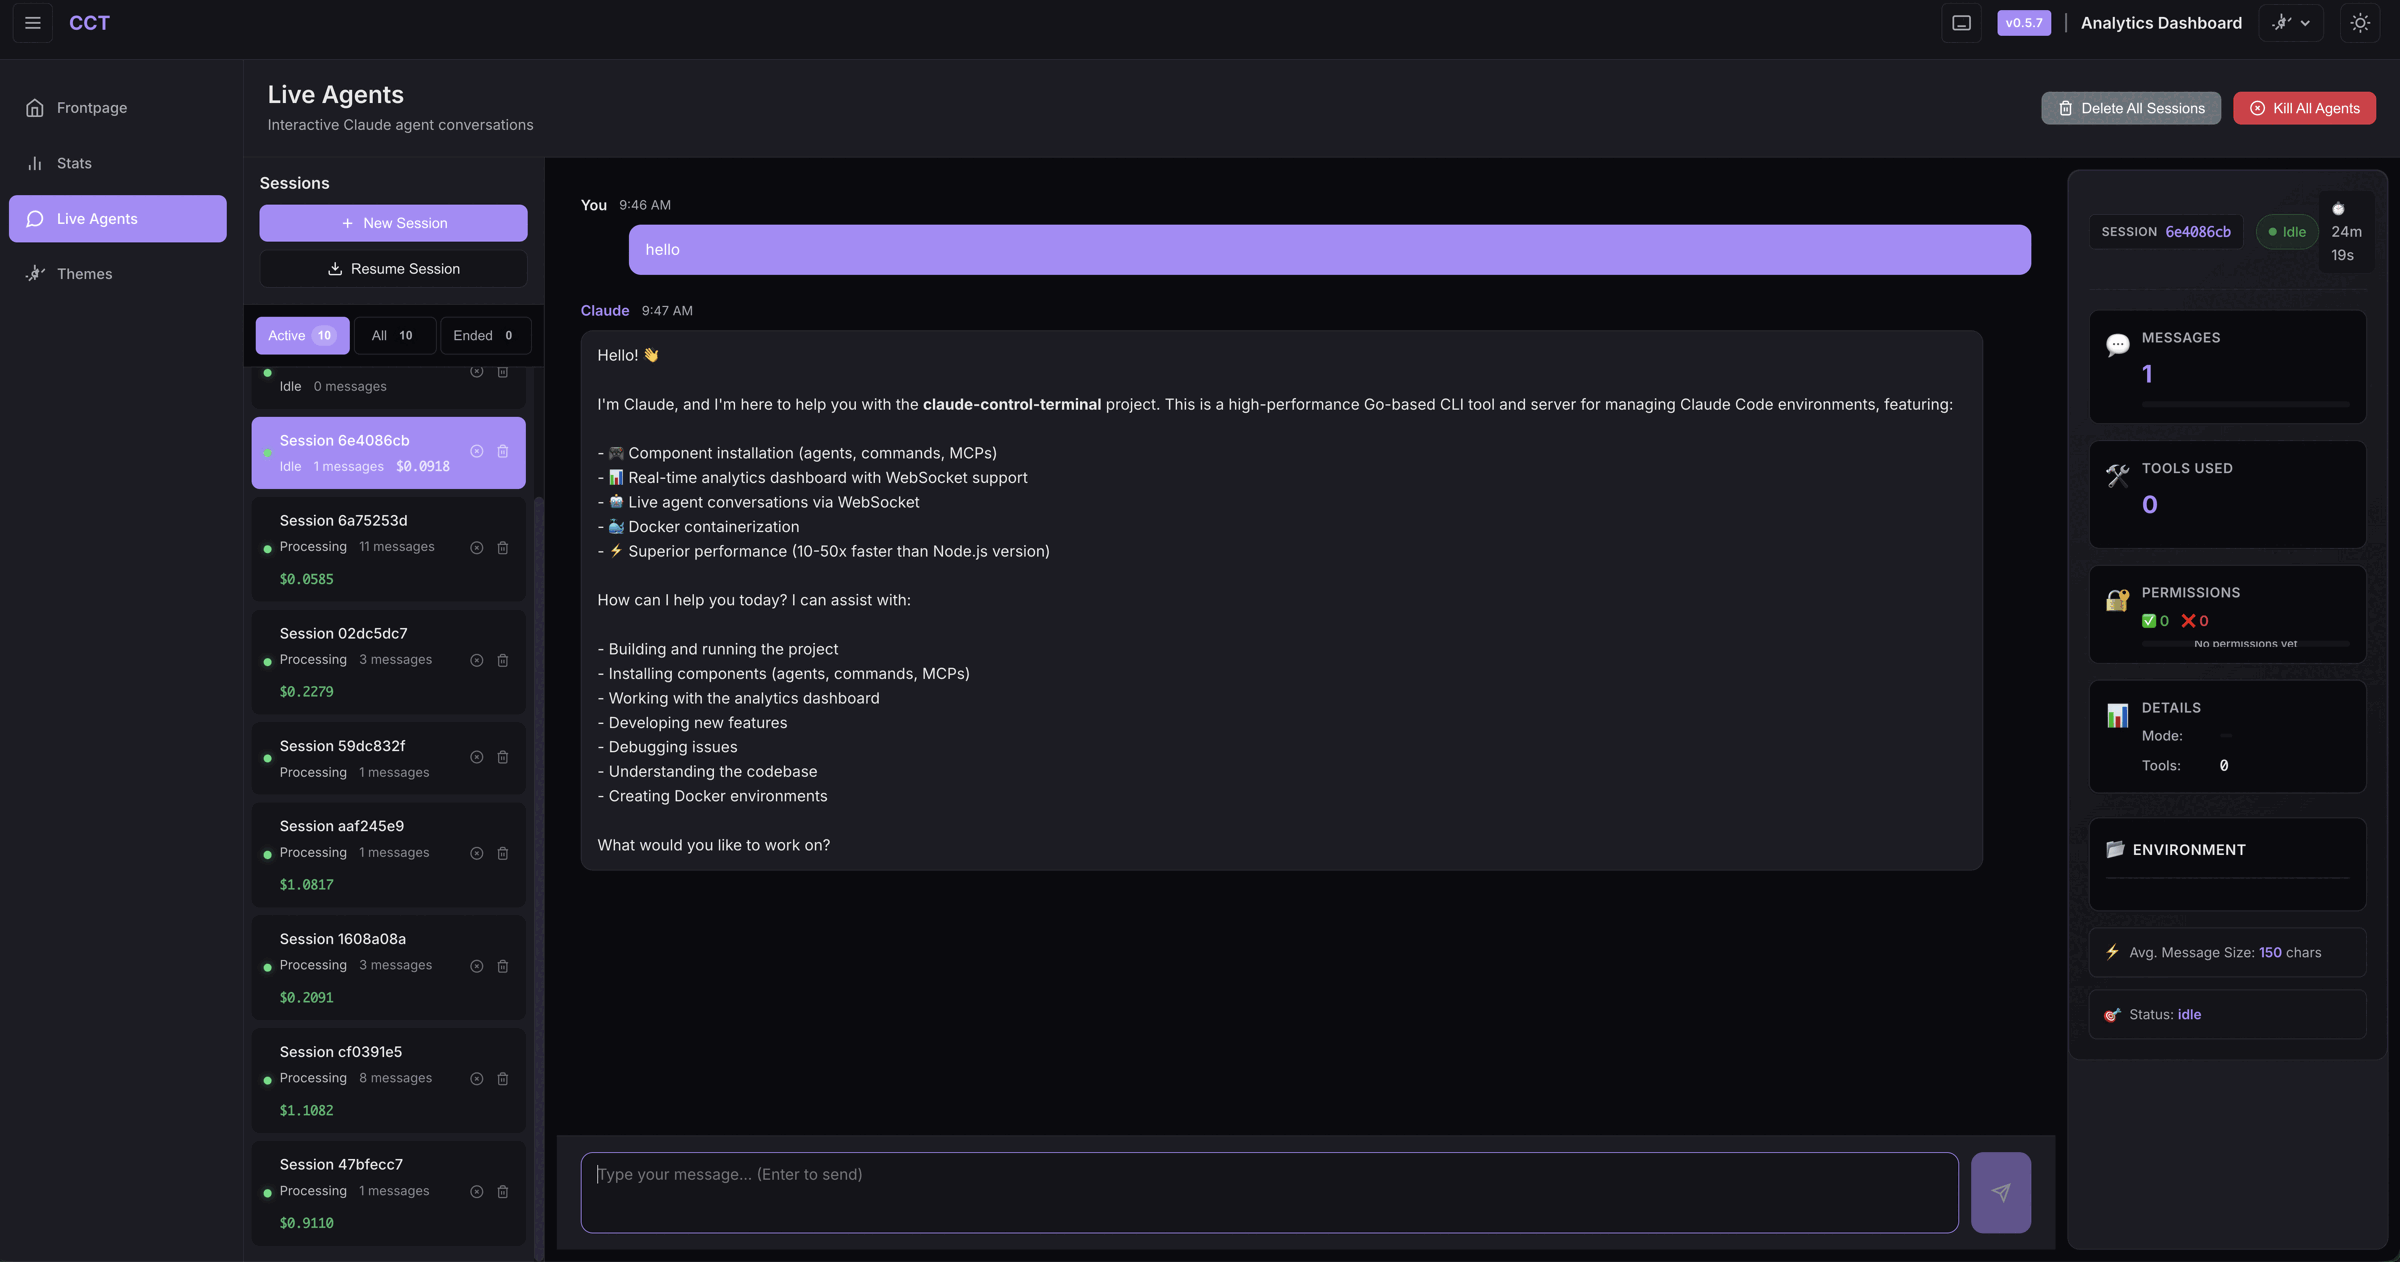 CCT
v0.5.7
Analytics Dashboard
Frontpage
Stats
Live Agents
Themes
Live Agents
Interactive Claude agent conversations
Delete All Sessions
Kill All Agents
Sessions
+ New Session
Resume Session
Active 10
All 10
Ended 0
Idle 0 messages
Session 6e4086cb
Idle 1 messages $0.0918
Session 6a75253d
Processing 11 messages
$0.0585
Session 02dc5dc7
Processing 3 messages
$0.2279
Session 59dc832f
Processing 1 messages
Session aaf245e9
Processing 1 messages
$1.0817
Session 1608a08a
Processing 3 messages
$0.2091
Session cf0391e5
Processing 8 messages
$1.1082
Session 47bfecc7
Processing 1 messages
$0.9110
You 9:46 AM
hello
Claude 9:47 AM
Hello! 👋
I'm Claude, and I'm here to help you with the claude-control-terminal project. This is a high-performance Go-based CLI tool and server for managing Claude Code environments, featuring:
- 🎮 Component installation (agents, commands, MCPs)
- 📊 Real-time analytics dashboard with WebSocket support
- 🤖 Live agent conversations via WebSocket
- 🐳 Docker containerization
- ⚡ Superior performance (10-50x faster than Node.js version)
How can I help you today? I can assist with:
- Building and running the project
- Installing components (agents, commands, MCPs)
- Working with the analytics dashboard
- Developing new features
- Debugging issues
- Understanding the codebase
- Creating Docker environments
What would you like to work on?
Type your message... (Enter to send)
SESSION 6e4086cb
Idle
24m
19s
MESSAGES
1
TOOLS USED
0
PERMISSIONS
✅ 0 ❌ 0
No permissions yet
DETAILS
Mode:
Tools: 0
ENVIRONMENT
⚡ Avg. Message Size: 150 chars
🎯 Status: idle